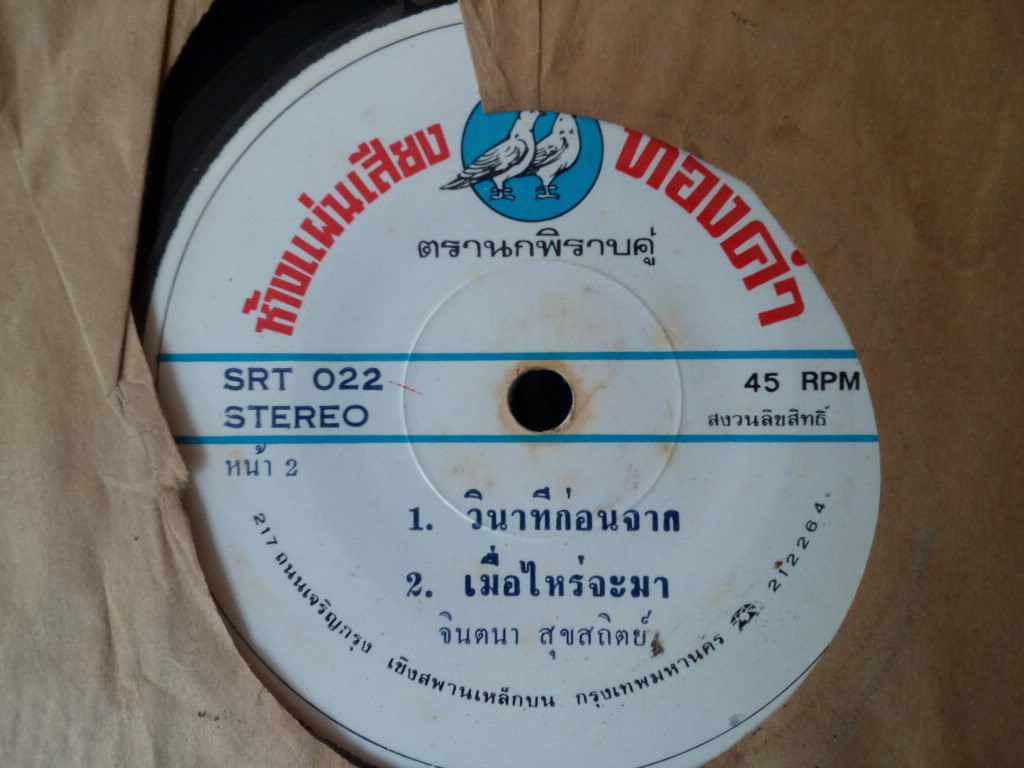 ห้างแผ่นเสียง ทองคำ
ตรานกพิราบคู่
SRT 022
STEREO
45 RPM
สงวนลิขสิทธิ์
หน้า 2
1. วินาทีก่อนจาก
2. เมื่อไหร่จะมา
จินตนา สุขสถิตย์
217 ถนนเจริญกรุง เชิงสพานเหล็กบน กรุงเทพมหานคร ☎ 212264.